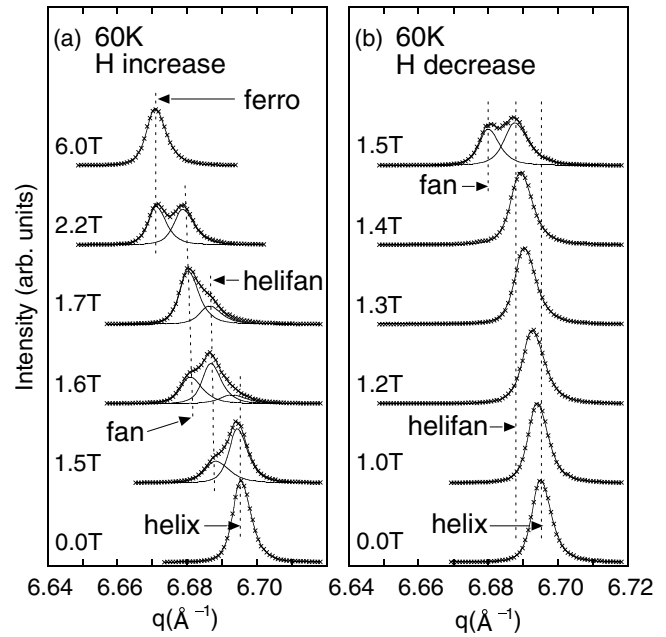 (a) 60K
H increase
ferro
6.0T
2.2T
helifan
1.7T
1.6T
fan
1.5T
helix
0.0T
Intensity (arb. units)
6.64 6.66 6.68 6.70
q(Å⁻¹)
(b) 60K
H decrease
1.5T
fan
1.4T
1.3T
1.2T
helifan
1.0T
helix
0.0T
6.64 6.66 6.68 6.70 6.72
q(Å⁻¹)